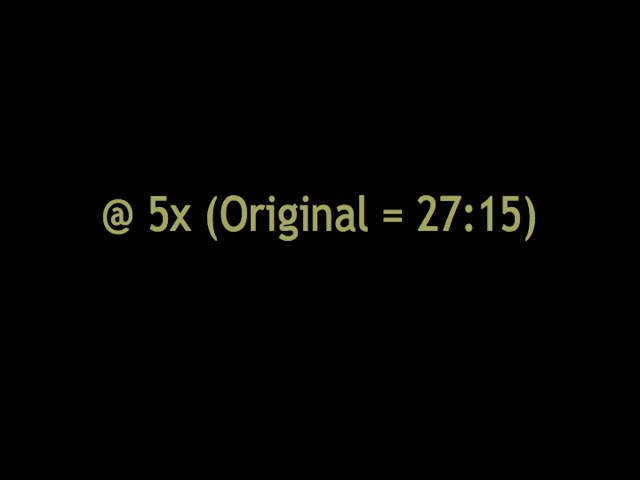 @ 5x (Original = 27:15)